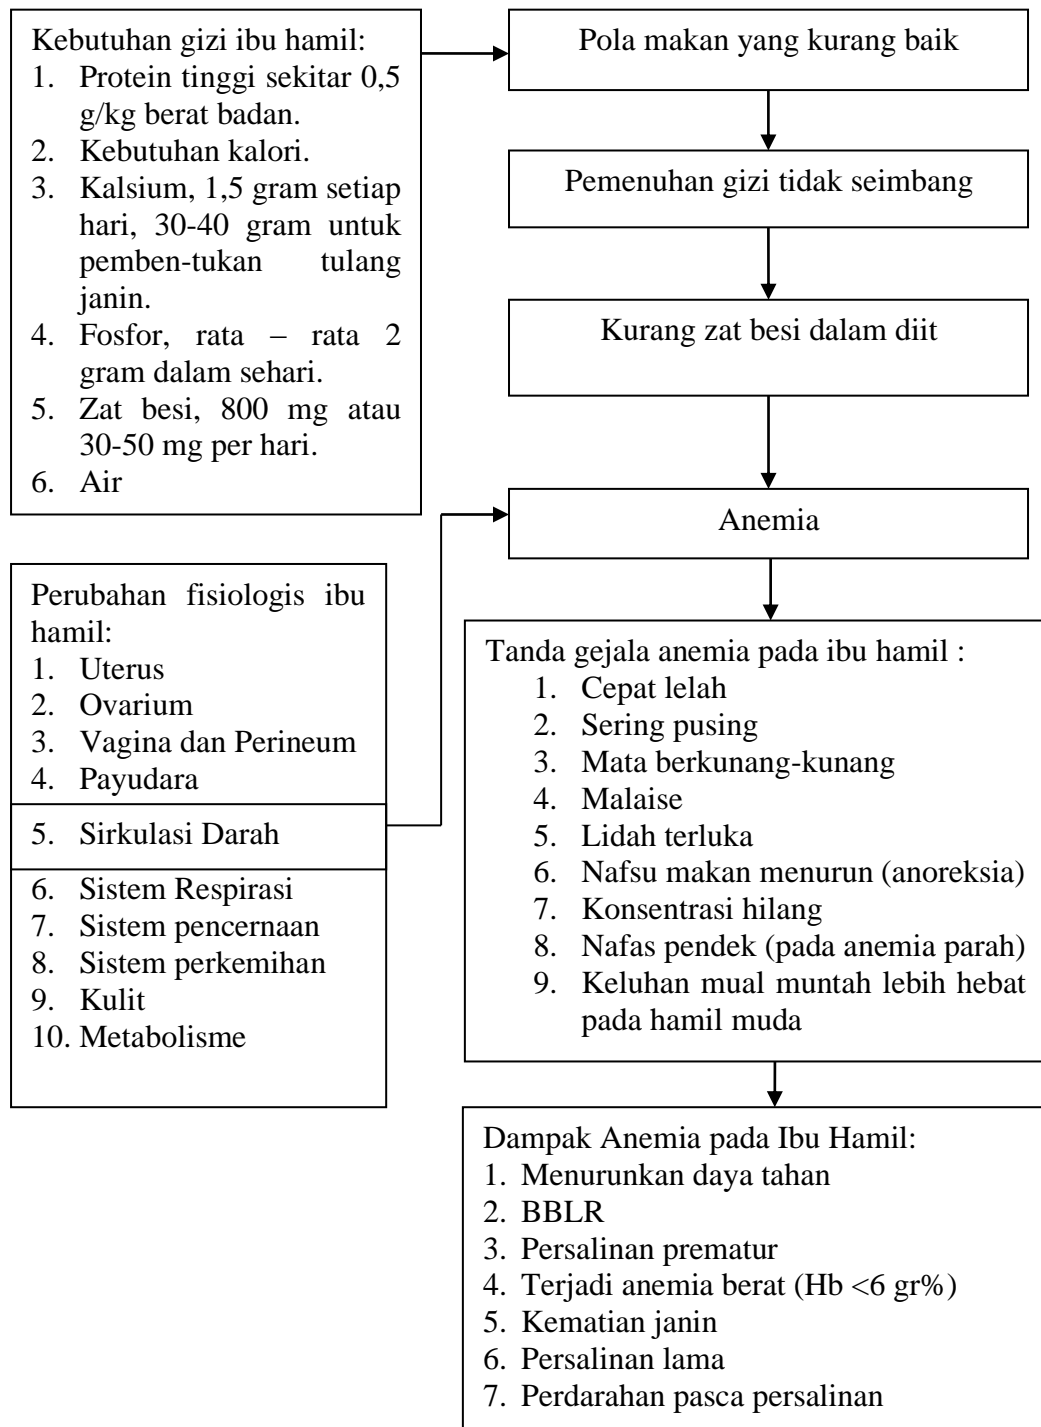 Kebutuhan gizi ibu hamil:
1. Protein tinggi sekitar 0,5
g/kg berat badan.
2. Kebutuhan kalori.
3. Kalsium, 1,5 gram setiap
hari, 30-40 gram untuk
pemben-tukan tulang
janin.
4. Fosfor, rata – rata 2
gram dalam sehari.
5. Zat besi, 800 mg atau
30-50 mg per hari.
6. Air
Pola makan yang kurang baik
Pemenuhan gizi tidak seimbang
Kurang zat besi dalam diit
Anemia
Perubahan fisiologis ibu
hamil:
1. Uterus
2. Ovarium
3. Vagina dan Perineum
4. Payudara
5. Sirkulasi Darah
6. Sistem Respirasi
7. Sistem pencernaan
8. Sistem perkemihan
9. Kulit
10. Metabolisme
Tanda gejala anemia pada ibu hamil :
1. Cepat lelah
2. Sering pusing
3. Mata berkunang-kunang
4. Malaise
5. Lidah terluka
6. Nafsu makan menurun (anoreksia)
7. Konsentrasi hilang
8. Nafas pendek (pada anemia parah)
9. Keluhan mual muntah lebih hebat
pada hamil muda
Dampak Anemia pada Ibu Hamil:
1. Menurunkan daya tahan
2. BBLR
3. Persalinan prematur
4. Terjadi anemia berat (Hb <6 gr%)
5. Kematian janin
6. Persalinan lama
7. Perdarahan pasca persalinan